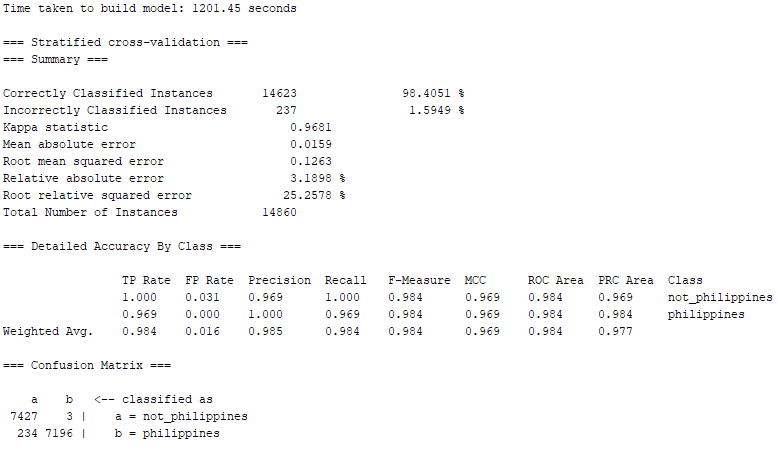 Time taken to build model: 1201.45 seconds
=== Stratified cross-validation ===
=== Summary ===
Correctly Classified Instances 14623 98.4051 %
Incorrectly Classified Instances 237 1.5949 %
Kappa statistic 0.9681
Mean absolute error 0.0159
Root mean squared error 0.1263
Relative absolute error 3.1898 %
Root relative squared error 25.2578 %
Total Number of Instances 14860
=== Detailed Accuracy By Class ===
TP Rate FP Rate Precision Recall F-Measure MCC ROC Area PRC Area Class
1.000 0.031 0.969 1.000 0.984 0.969 0.984 0.969 not_philippines
0.969 0.000 1.000 0.969 0.984 0.969 0.984 0.984 philippines
Weighted Avg. 0.984 0.016 0.985 0.984 0.984 0.969 0.984 0.977
=== Confusion Matrix ===
a b <-- classified as
7427 3 | a = not_philippines
234 7196 | b = philippines